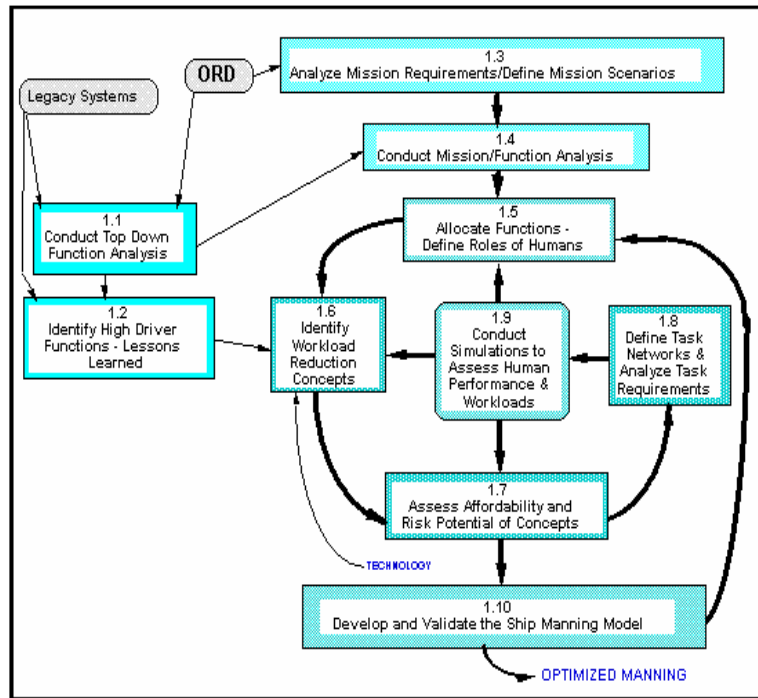 ORD
Legacy Systems
1.3
Analyze Mission Requirements/Define Mission Scenarios
1.4
Conduct Mission/Function Analysis
1.1
Conduct Top Down
Function Analysis
1.5
Allocate Functions -
Define Roles of Humans
1.2
Identify High Driver
Functions - Lessons
Learned
1.6
Identify
Workload
Reduction
Concepts
1.9
Conduct
Simulations to
Assess Human
Performance &
Workloads
1.8
Define Task
Networks &
Analyze Task
Requirements
1.7
Assess Affordability and
Risk Potential of Concepts
TECHNOLOGY
1.10
Develop and Validate the Ship Manning Model
OPTIMIZED MANNING